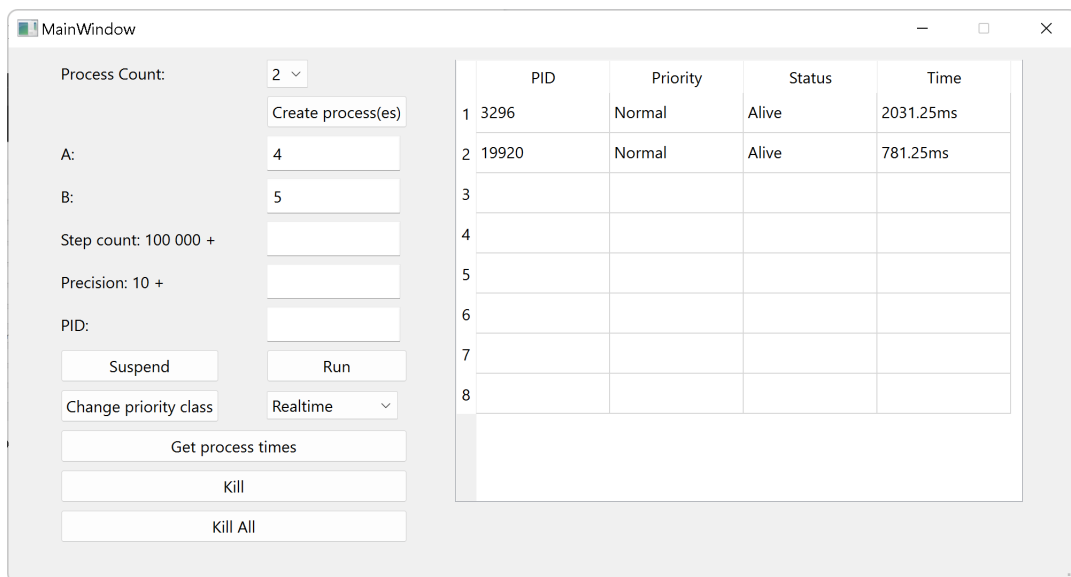 MainWindow
Process Count:
2
Create process(es)
A:
4
B:
5
Step count: 100 000 +
Precision: 10 +
PID:
Suspend
Run
Change priority class
Realtime
Get process times
Kill
Kill All
PID Priority Status Time
1 3296 Normal Alive 2031.25ms
2 19920 Normal Alive 781.25ms
3
4
5
6
7
8